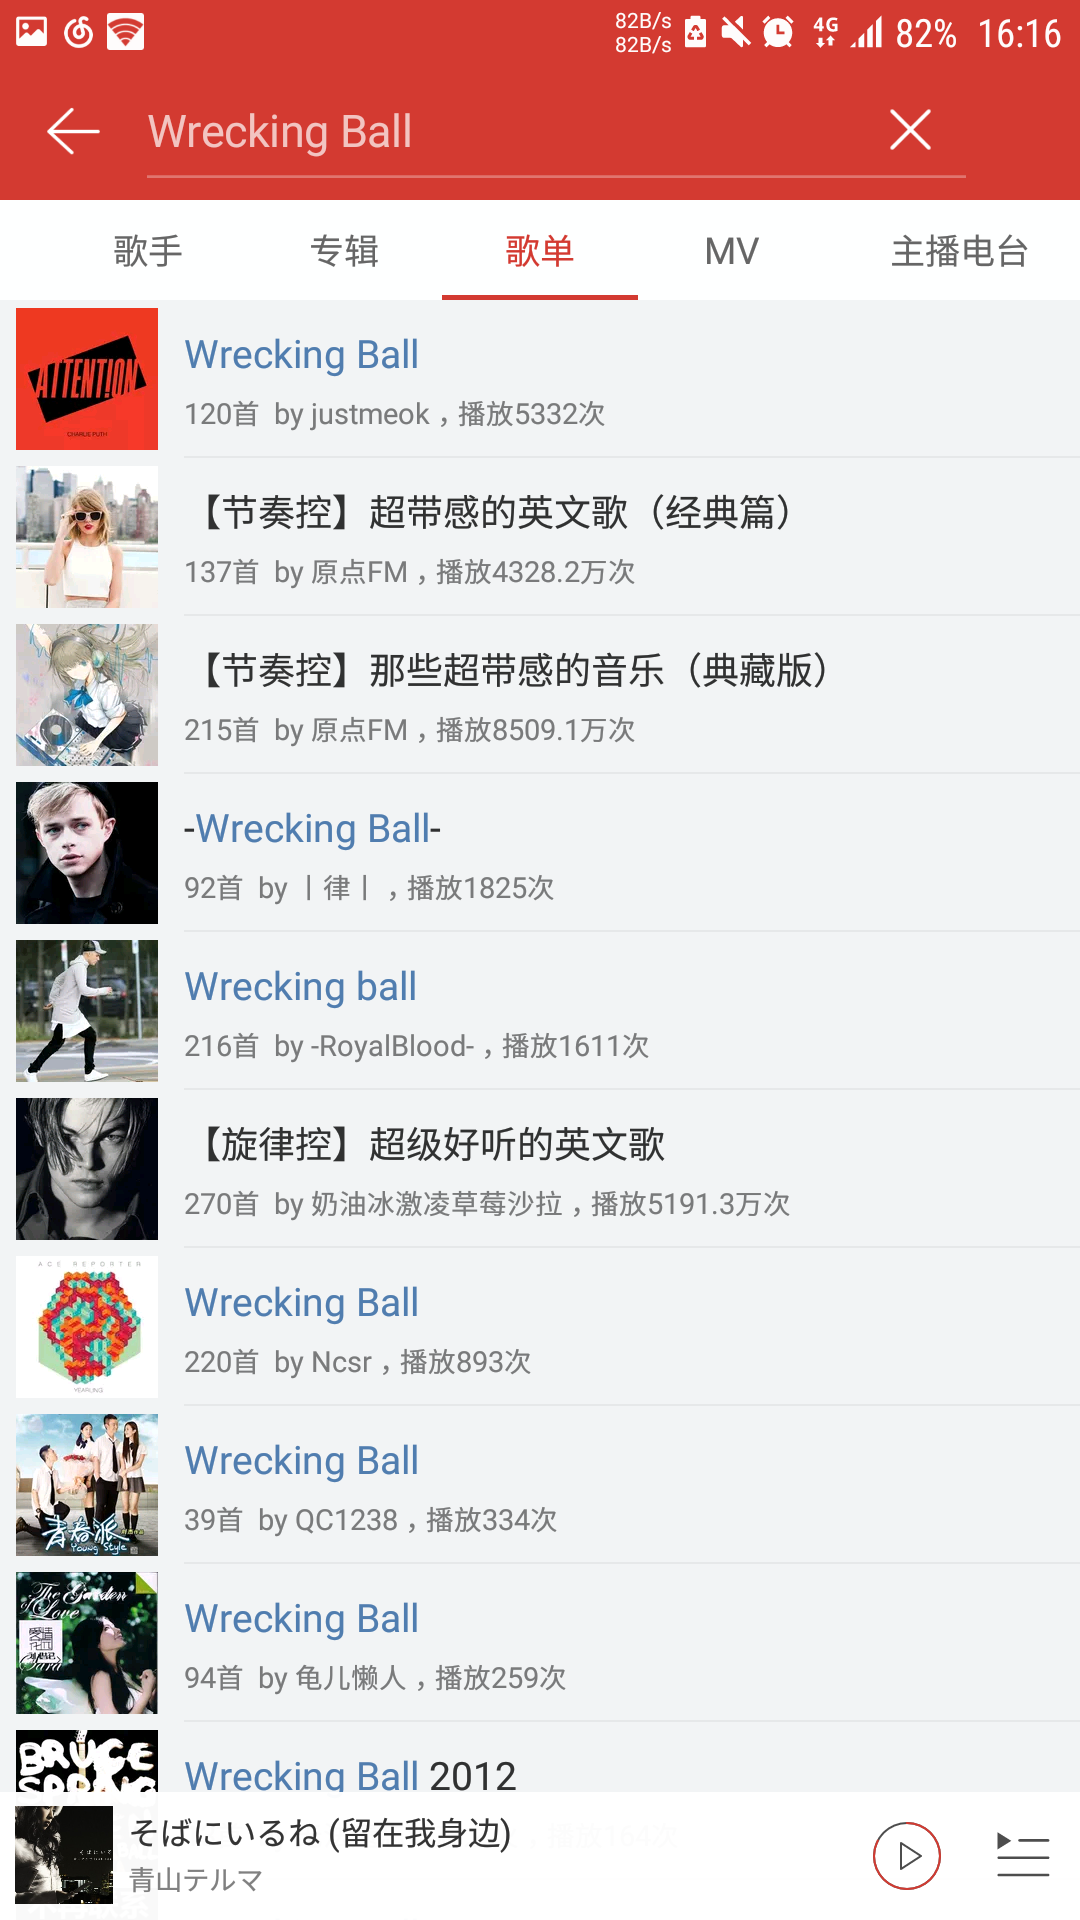 82B/s
82B/s
4G
82%
16:16
Wrecking Ball
歌手
专辑
歌单
MV
主播电台
ATTENTION
CHARLIE PUTH
Wrecking Ball
120首 by justmeok，播放5332次
【节奏控】超带感的英文歌（经典篇）
137首 by 原点FM，播放4328.2万次
【节奏控】那些超带感的音乐（典藏版）
215首 by 原点FM，播放8509.1万次
-Wrecking Ball-
92首 by 丨律丨，播放1825次
Wrecking ball
216首 by -RoyalBlood-，播放1611次
【旋律控】超级好听的英文歌
270首 by 奶油冰激凌草莓沙拉，播放5191.3万次
ACE REPORTER
YEARLING
Wrecking Ball
220首 by Ncsr，播放893次
青春派
Young Style
Wrecking Ball
39首 by QC1238，播放334次
The Garden
of Love
Wrecking Ball
94首 by 龟儿懒人，播放259次
BRUCE
SPRING
Wrecking Ball 2012
，播放164次
そばにいるね (留在我身边)
青山テルマ